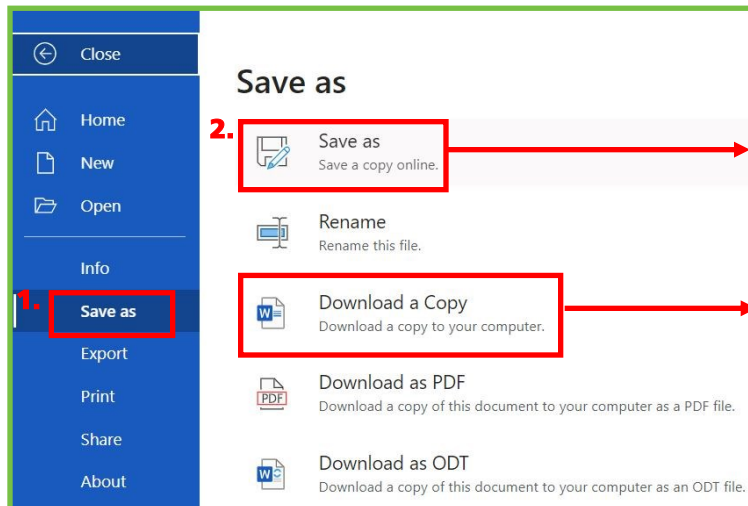 Close
Home
New
Open
Info
1.
Save as
Export
Print
Share
About
Save as
2.
Save as
Save a copy online.
Rename
Rename this file.
W
Download a Copy
Download a copy to your computer.
PDF
Download as PDF
Download a copy of this document to your computer as a PDF file.
W
Download as ODT
Download a copy of this document to your computer as an ODT file.